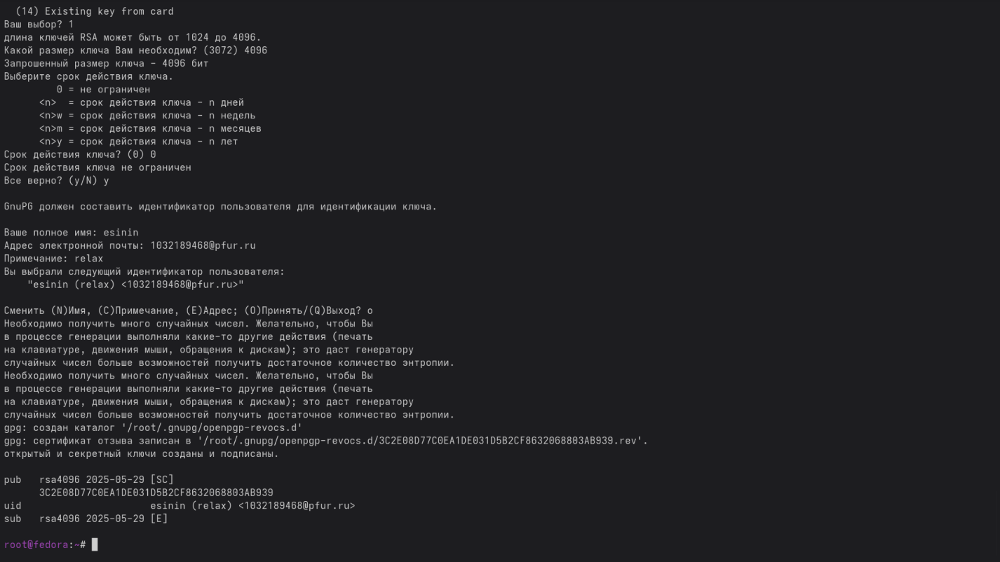 (14) Existing key from card
Ваш выбор? 1
длина ключей RSA может быть от 1024 до 4096.
Какой размер ключа Вам необходим? (3072) 4096
Запрошенный размер ключа - 4096 бит
Выберите срок действия ключа.
0 = не ограничен
<n>  = срок действия ключа - n дней
<n>w = срок действия ключа - n недель
<n>m = срок действия ключа - n месяцев
<n>y = срок действия ключа - n лет
Срок действия ключа? (0) 0
Срок действия ключа не ограничен
Все верно? (y/N) y
GnuPG должен составить идентификатор пользователя для идентификации ключа.
Ваше полное имя: esinin
Адрес электронной почты: 1032189468@pfur.ru
Примечание: relax
Вы выбрали следующий идентификатор пользователя:
"esinin (relax) <1032189468@pfur.ru>"
Сменить (N)Имя, (C)Примечание, (E)Адрес; (O)Принять/(Q)Выход? o
Необходимо получить много случайных чисел. Желательно, чтобы Вы
в процессе генерации выполняли какие-то другие действия (печать
на клавиатуре, движения мыши, обращения к дискам); это даст генератору
случайных чисел больше возможностей получить достаточное количество энтропии.
Необходимо получить много случайных чисел. Желательно, чтобы Вы
в процессе генерации выполняли какие-то другие действия (печать
на клавиатуре, движения мыши, обращения к дискам); это даст генератору
случайных чисел больше возможностей получить достаточное количество энтропии.
gpg: создан каталог '/root/.gnupg/openpgp-revocs.d'
gpg: сертификат отзыва записан в '/root/.gnupg/openpgp-revocs.d/3C2E08D77C0EA1DE031D5B2CF8632068803AB939.rev'.
открытый и секретный ключи созданы и подписаны.
pub   rsa4096 2025-05-29 [SC]
3C2E08D77C0EA1DE031D5B2CF8632068803AB939
uid                      esinin (relax) <1032189468@pfur.ru>
sub   rsa4096 2025-05-29 [E]
root@fedora:~#